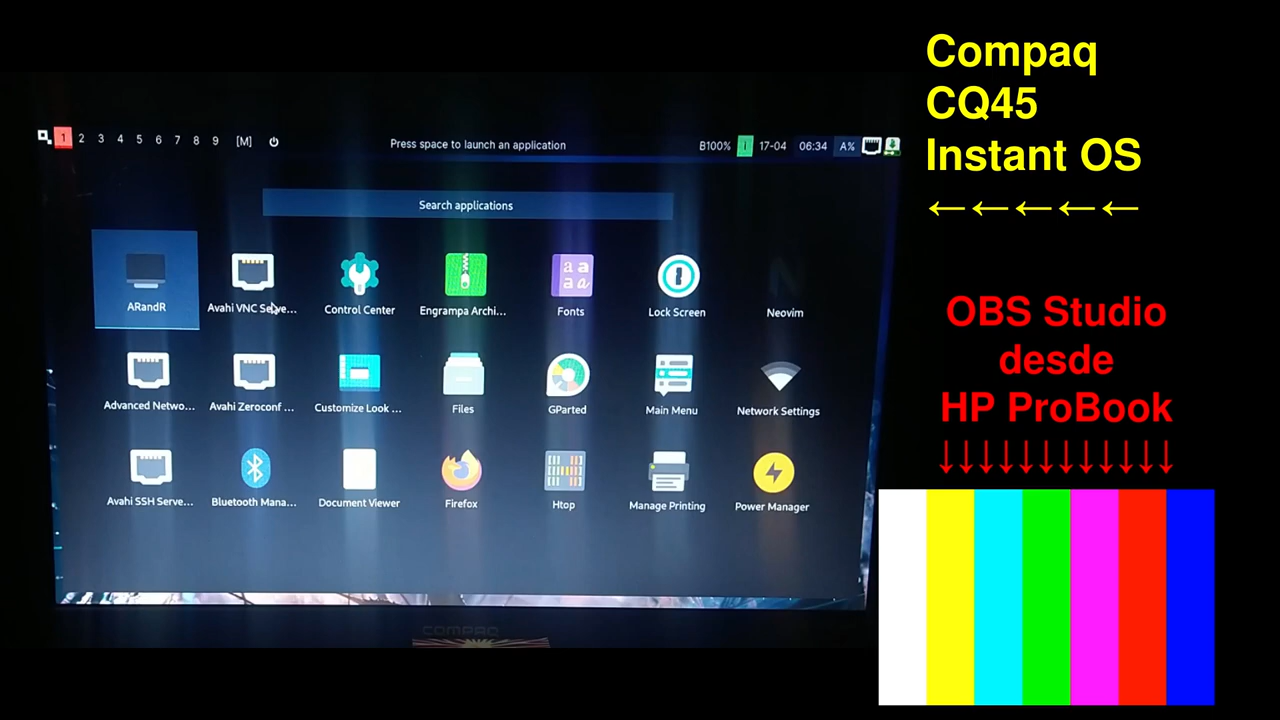 1 2 3 4 5 6 7 8 9 [M]
Press space to launch an application
B100% i 17-04 06:34 A%
Search applications
ARandR
Avahi VNC Serve...
Control Center
Engrampa Archi...
Fonts
Lock Screen
Neovim
Advanced Netwo...
Avahi Zeroconf ...
Customize Look ...
Files
GParted
Main Menu
Network Settings
Avahi SSH Serve...
Bluetooth Mana...
Document Viewer
Firefox
Htop
Manage Printing
Power Manager
COMPAQ
Compaq
CQ45
Instant OS
←←←←←
OBS Studio
desde
HP ProBook
↓↓↓↓↓↓↓↓↓↓↓↓